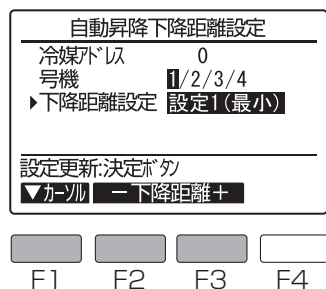 自動昇降下降距離設定
冷媒ｱﾄﾞﾚｽ 0
号機 1/2/3/4
▶下降距離設定 設定1(最小)
設定更新:決定ﾎﾞﾀﾝ
▼ｶｰｿﾙ －下降距離＋
F1 F2 F3 F4